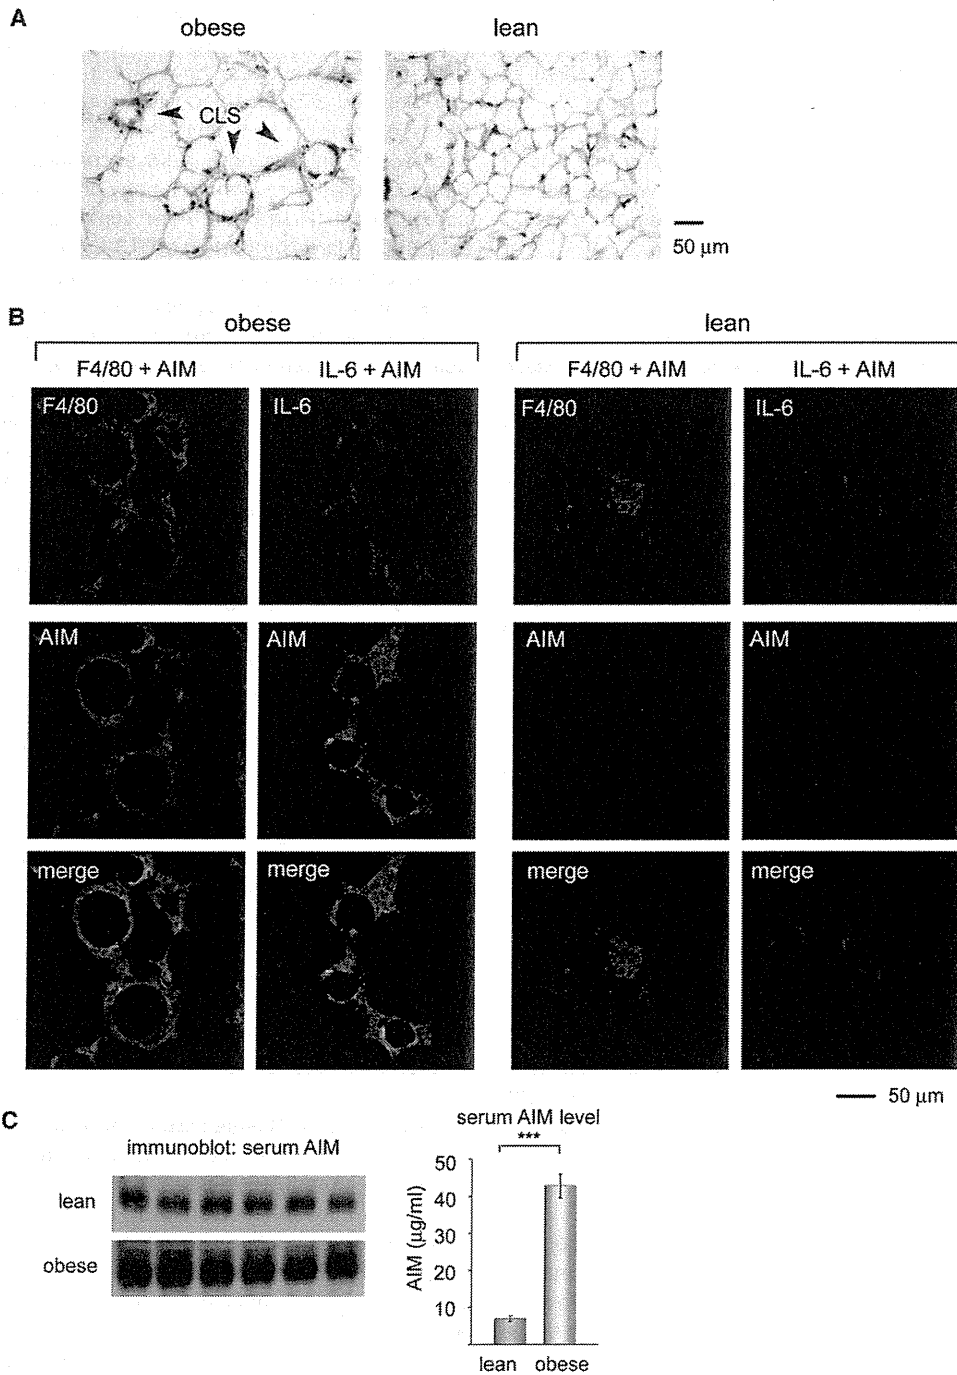 A
obese
lean
CLS
50 μm
B
obese
lean
F4/80 + AIM
IL-6 + AIM
F4/80 + AIM
IL-6 + AIM
F4/80
IL-6
F4/80
IL-6
AIM
AIM
AIM
AIM
merge
merge
merge
merge
50 μm
C
immunoblot: serum AIM
lean
obese
serum AIM level
***
AIM (μg/ml)
50
40
30
20
10
lean
obese